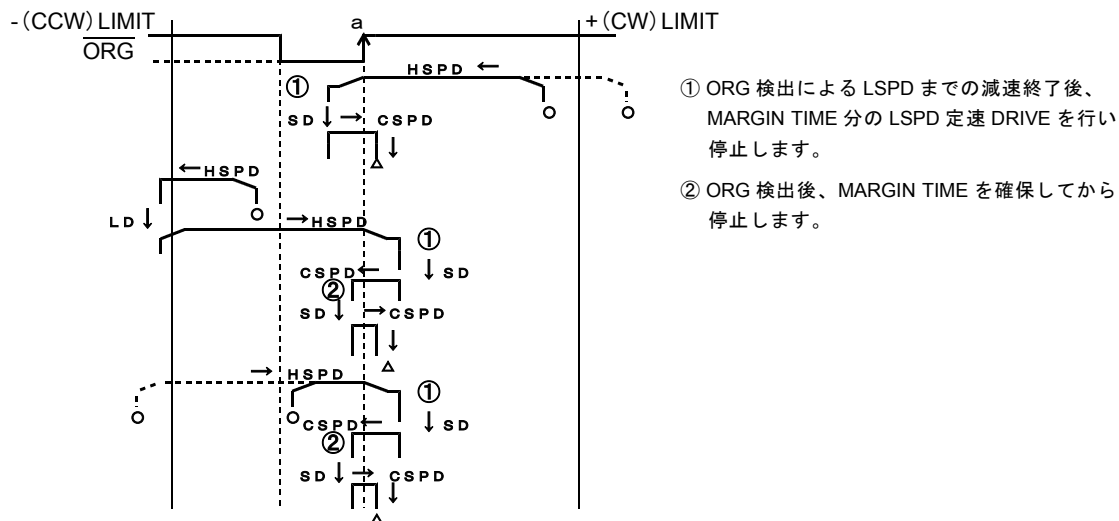 -(CCW)LIMIT a +(CW)LIMIT
ORG
① HSPD ←
SD ↓ → CSPD ↓
←HSPD
LD ↓ →HSPD ①
CSPD← ↓ SD
②
SD ↓ →CSPD
↓
→ HSPD ①
CSPD← ↓ SD
②
SD ↓ → CSPD
↓
① ORG 検出による LSPD までの減速終了後、
MARGIN TIME 分の LSPD 定速 DRIVE を行い
停止します。
② ORG 検出後、MARGIN TIME を確保してから
停止します。